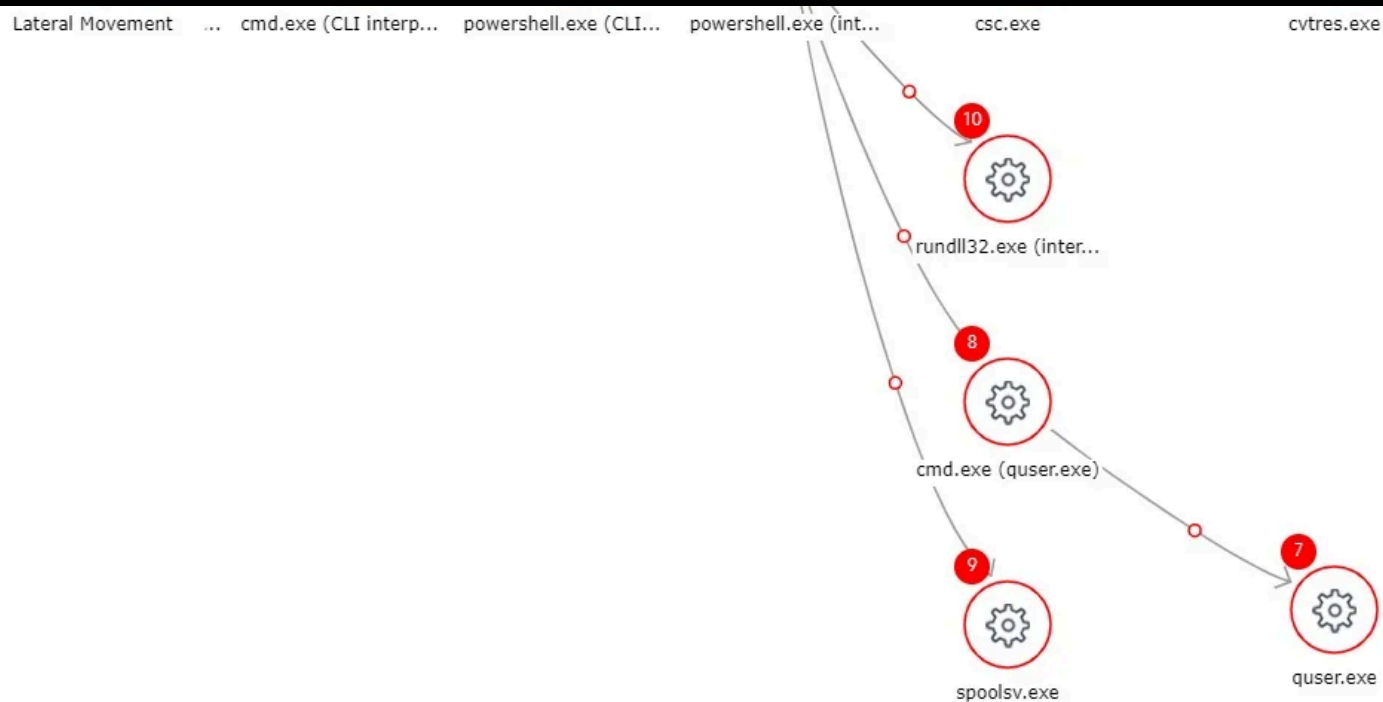 Lateral Movement ... cmd.exe (CLI interp... powershell.exe (CLI... powershell.exe (int... csc.exe cvtres.exe
10
rundll32.exe (inter...
8
cmd.exe (quser.exe)
7
9
quser.exe
spoolsv.exe